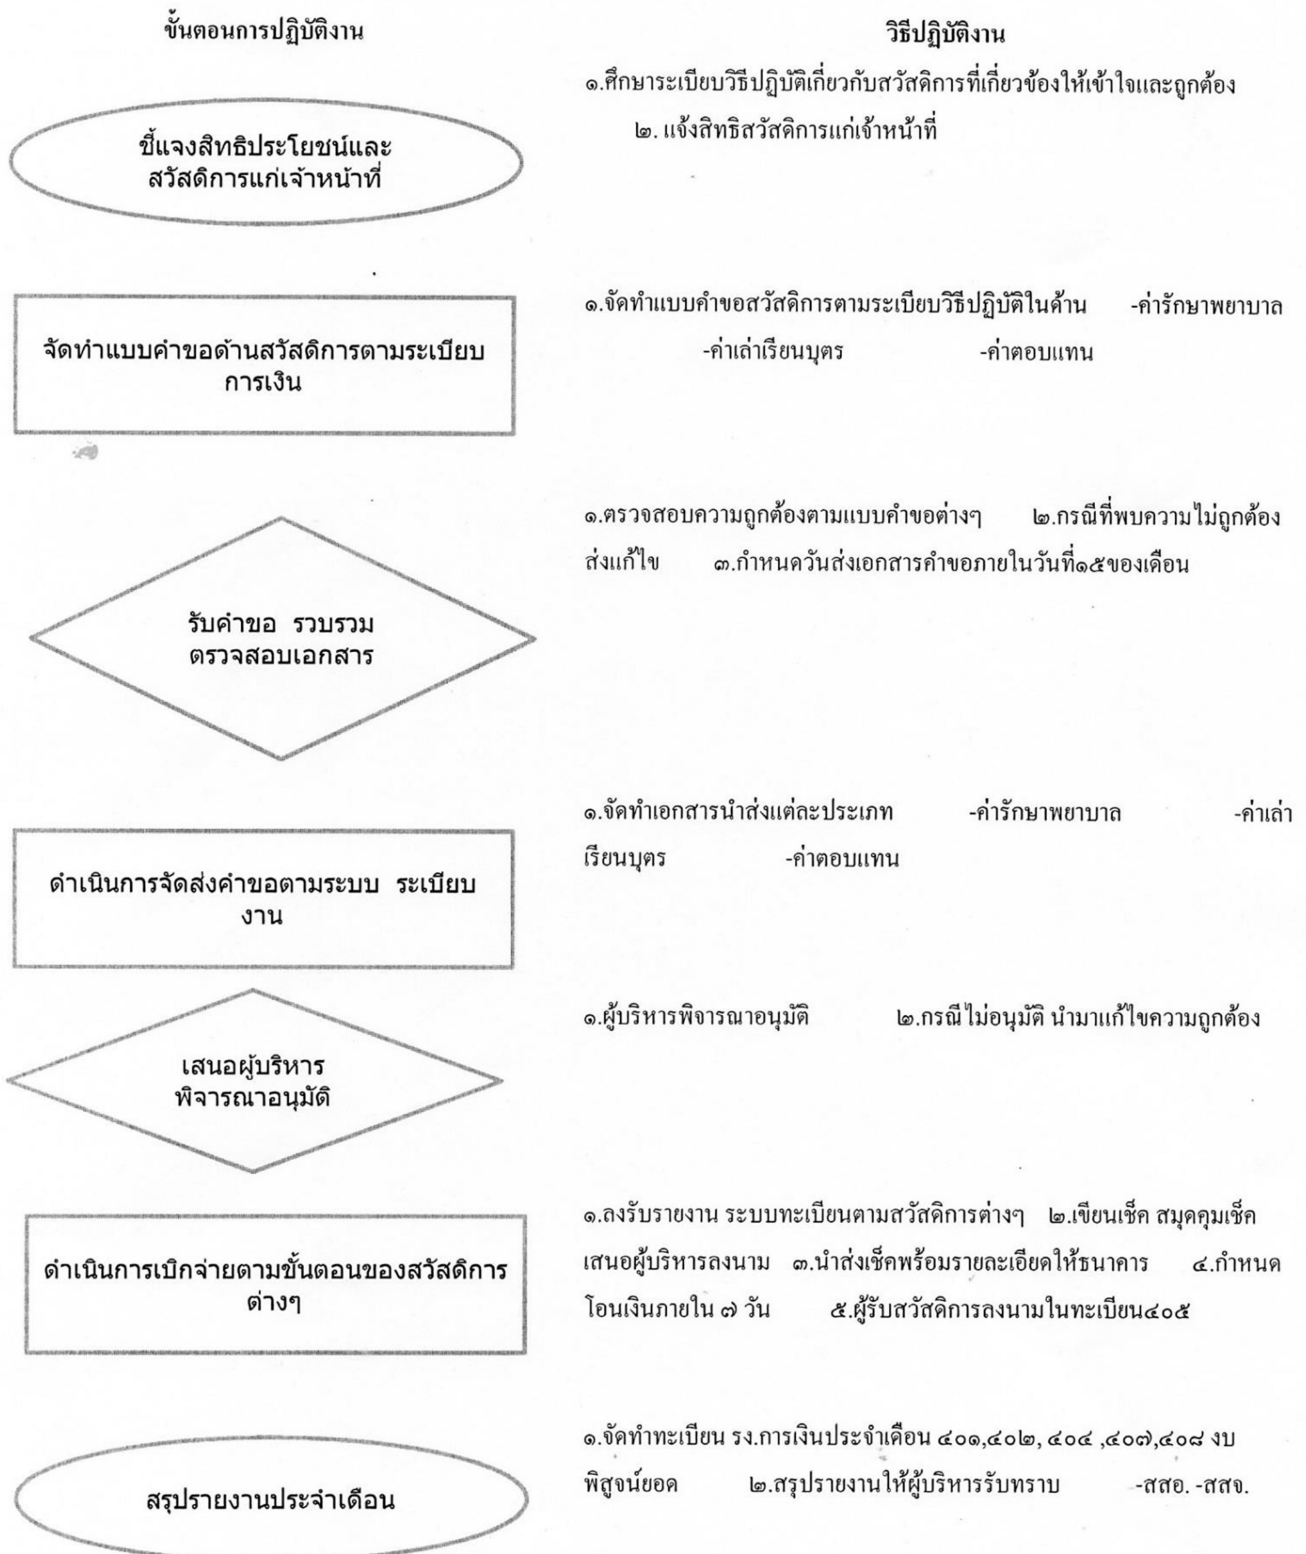 ขั้นตอนการปฏิบัติงาน
วิธีปฏิบัติงาน
ชี้แจงสิทธิประโยชน์และ
สวัสดิการแก่เจ้าหน้าที่
๑.ศึกษาระเบียบวิธีปฏิบัติเกี่ยวกับสวัสดิการที่เกี่ยวข้องให้เข้าใจและถูกต้อง
๒. แจ้งสิทธิสวัสดิการแก่เจ้าหน้าที่
จัดทำแบบคำขอด้านสวัสดิการตามระเบียบ
การเงิน
๑.จัดทำแบบคำขอสวัสดิการตามระเบียบวิธีปฏิบัติในด้าน -ค่ารักษาพยาบาล
-ค่าเล่าเรียนบุตร -ค่าตอบแทน
รับคำขอ รวบรวม
ตรวจสอบเอกสาร
๑.ตรวจสอบความถูกต้องตามแบบคำขอต่างๆ ๒.กรณีที่พบความไม่ถูกต้อง
ส่งแก้ไข ๓.กำหนดวันส่งเอกสารคำขอภายในวันที่๑๕ของเดือน
ดำเนินการจัดส่งคำขอตามระบบ ระเบียบ
งาน
๑.จัดทำเอกสารนำส่งแต่ละประเภท -ค่ารักษาพยาบาล -ค่าเล่า
เรียนบุตร -ค่าตอบแทน
เสนอผู้บริหาร
พิจารณาอนุมัติ
๑.ผู้บริหารพิจารณาอนุมัติ ๒.กรณีไม่อนุมัติ นำมาแก้ไขความถูกต้อง
ดำเนินการเบิกจ่ายตามขั้นตอนของสวัสดิการ
ต่างๆ
๑.ลงรับรายงาน ระบบทะเบียนตามสวัสดิการต่างๆ ๒.เขียนเช็ค สมุดคุมเช็ค
เสนอผู้บริหารลงนาม ๓.นำส่งเช็คพร้อมรายละเอียดให้ธนาคาร ๔.กำหนด
โอนเงินภายใน ๗ วัน ๕.ผู้รับสวัสดิการลงนามในทะเบียน๔๐๕
สรุปรายงานประจำเดือน
๑.จัดทำทะเบียน รง.การเงินประจำเดือน ๔๐๑,๔๐๒, ๔๐๔ ,๔๐๗,๔๐๘ งบ
พิสูจน์ยอด ๒.สรุปรายงานให้ผู้บริหารรับทราบ -สสอ. -สสจ.